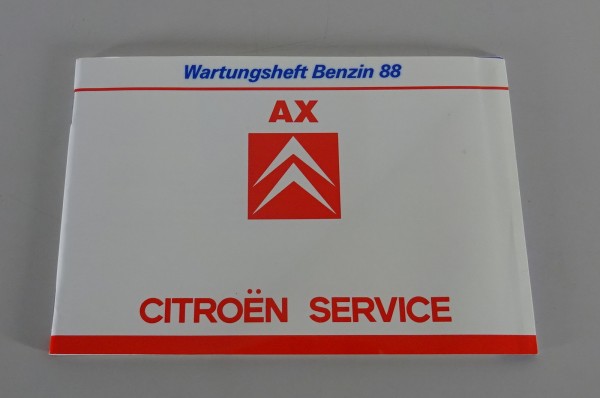 Wartungsheft Benzin 88
AX
CITROËN SERVICE